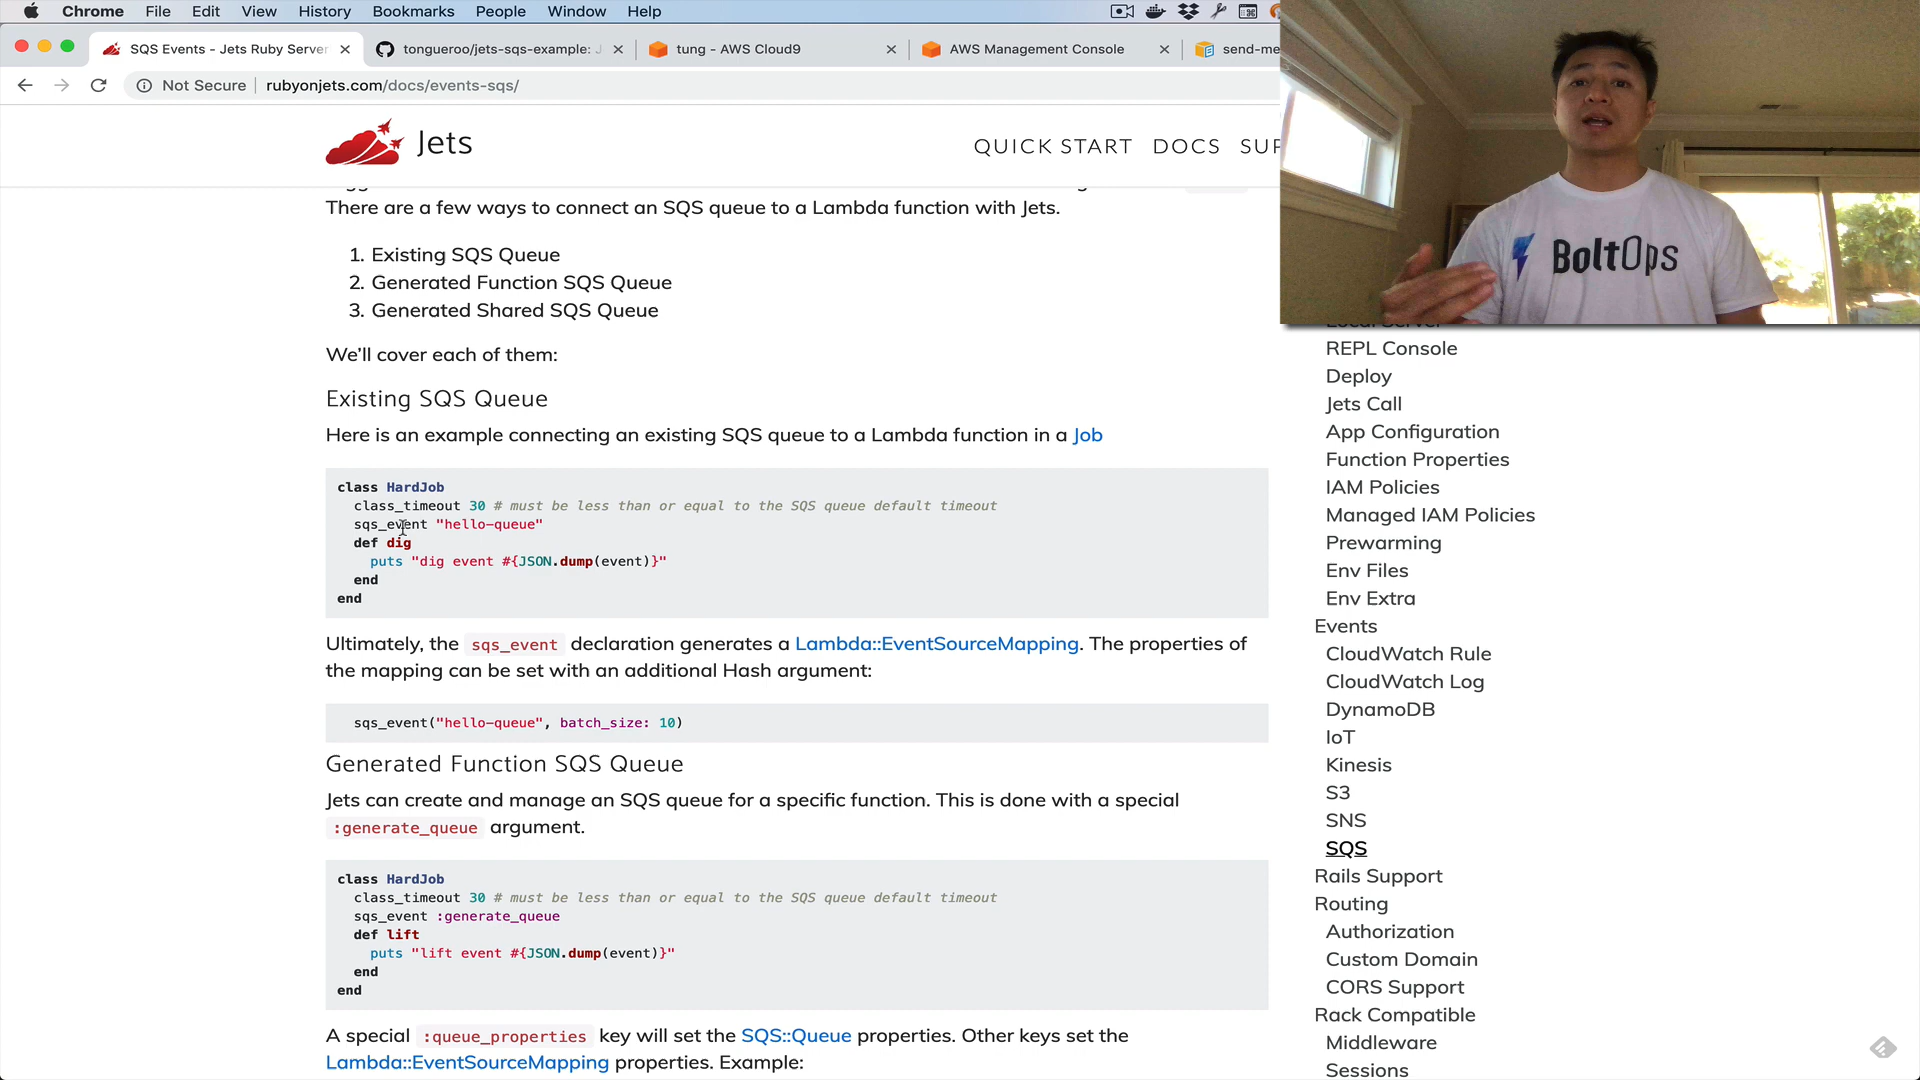 Chrome File Edit View History Bookmarks People Window Help
SQS Events - Jets Ruby Server
tongueroo/jets-sqs-example: J
tung - AWS Cloud9
AWS Management Console
send-me
Not Secure rubyonjets.com/docs/events-sqs/
Jets
QUICK START DOCS SUP
There are a few ways to connect an SQS queue to a Lambda function with Jets.
1. Existing SQS Queue
2. Generated Function SQS Queue
3. Generated Shared SQS Queue
We'll cover each of them:
Existing SQS Queue
Here is an example connecting an existing SQS queue to a Lambda function in a Job
class HardJob
class_timeout 30 # must be less than or equal to the SQS queue default timeout
sqs_event "hello-queue"
def dig
puts "dig event #{JSON.dump(event)}"
end
end
Ultimately, the sqs_event declaration generates a Lambda::EventSourceMapping. The properties of
the mapping can be set with an additional Hash argument:
sqs_event("hello-queue", batch_size: 10)
Generated Function SQS Queue
Jets can create and manage an SQS queue for a specific function. This is done with a special
:generate_queue argument.
class HardJob
class_timeout 30 # must be less than or equal to the SQS queue default timeout
sqs_event :generate_queue
def lift
puts "lift event #{JSON.dump(event)}"
end
end
A special :queue_properties key will set the SQS::Queue properties. Other keys set the
Lambda::EventSourceMapping properties. Example:
BoltOps
Local Server
REPL Console
Deploy
Jets Call
App Configuration
Function Properties
IAM Policies
Managed IAM Policies
Prewarming
Env Files
Env Extra
Events
CloudWatch Rule
CloudWatch Log
DynamoDB
IoT
Kinesis
S3
SNS
SQS
Rails Support
Routing
Authorization
Custom Domain
CORS Support
Rack Compatible
Middleware
Sessions